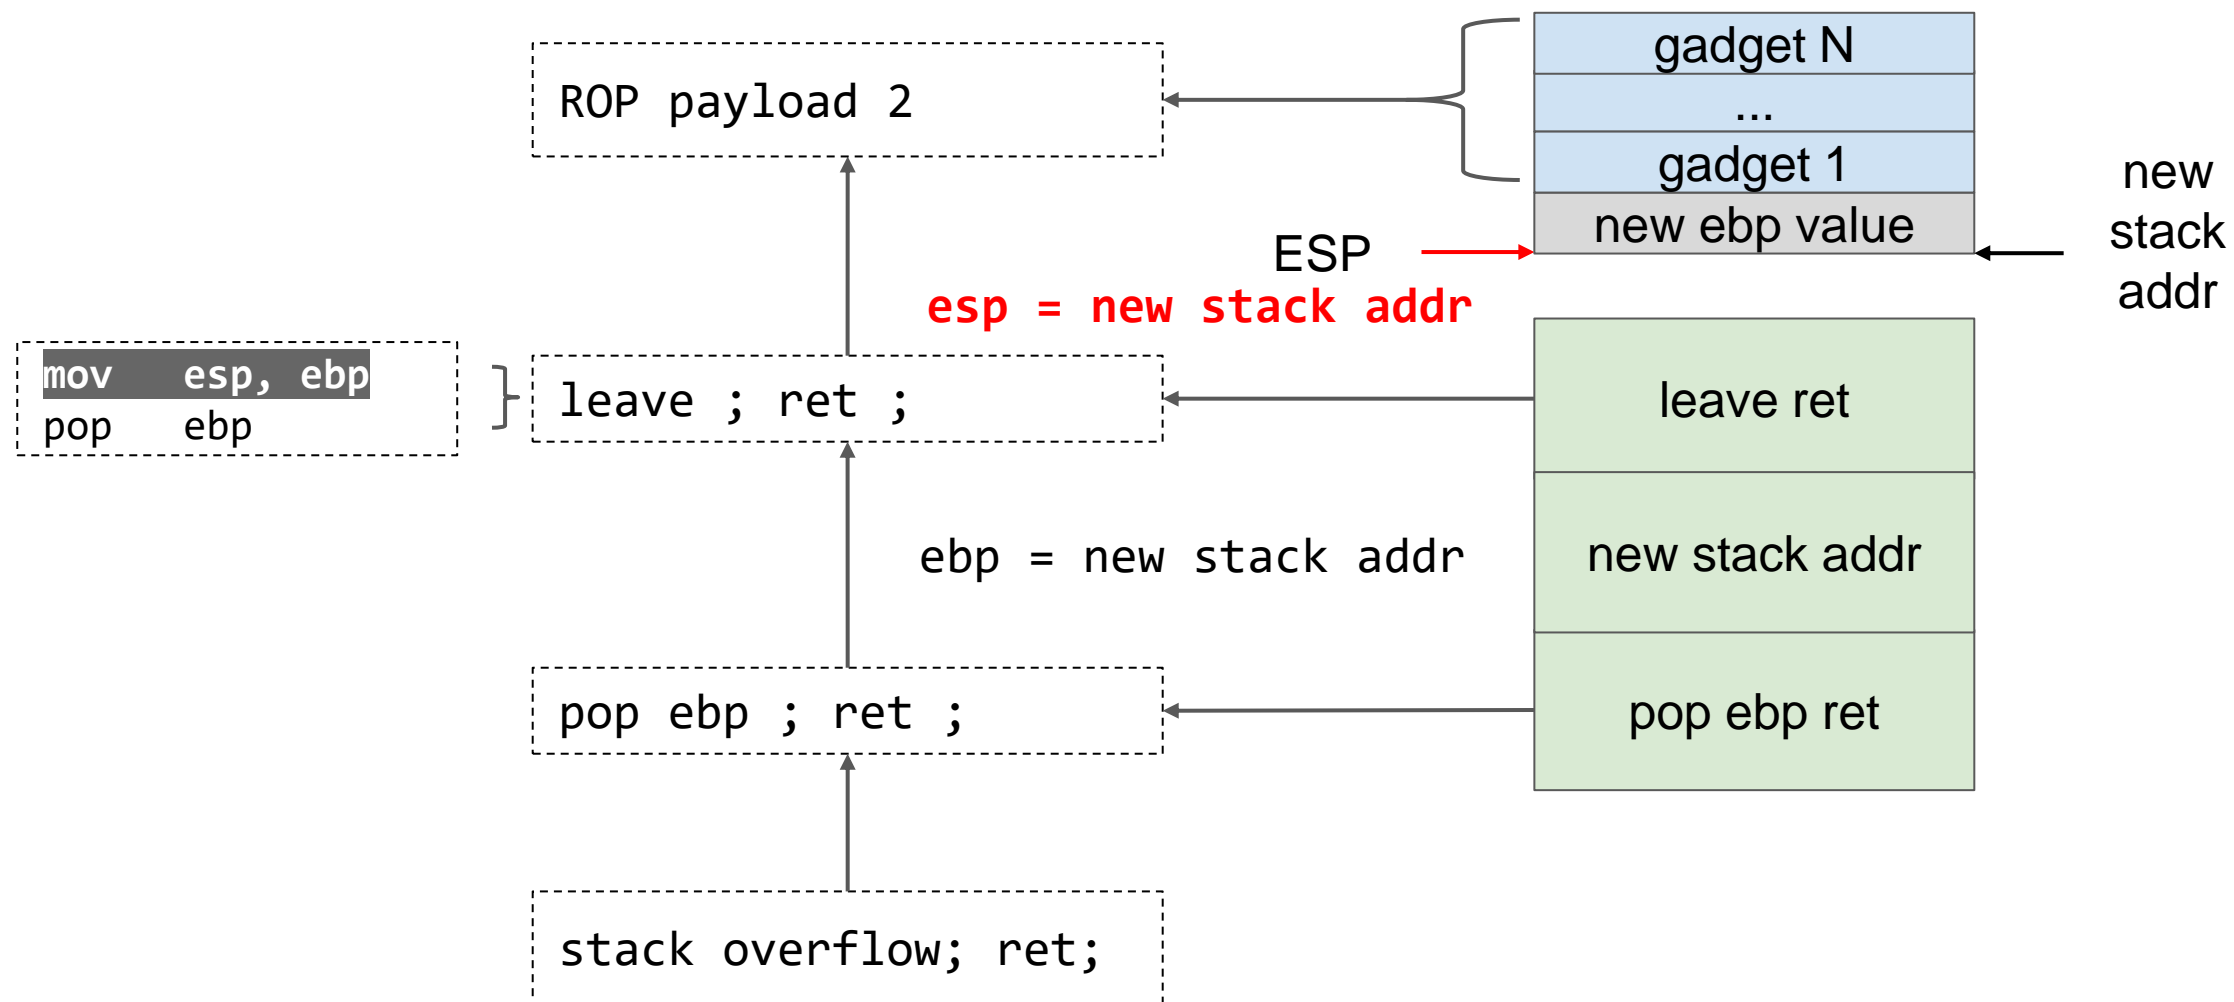 gadget N
ROP payload 2
...
gadget 1
new
stack
addr
new ebp value
ESP
esp = new stack addr
mov esp, ebp
pop ebp
leave ; ret ;
leave ret
ebp = new stack addr
new stack addr
pop ebp ; ret ;
pop ebp ret
stack overflow; ret;